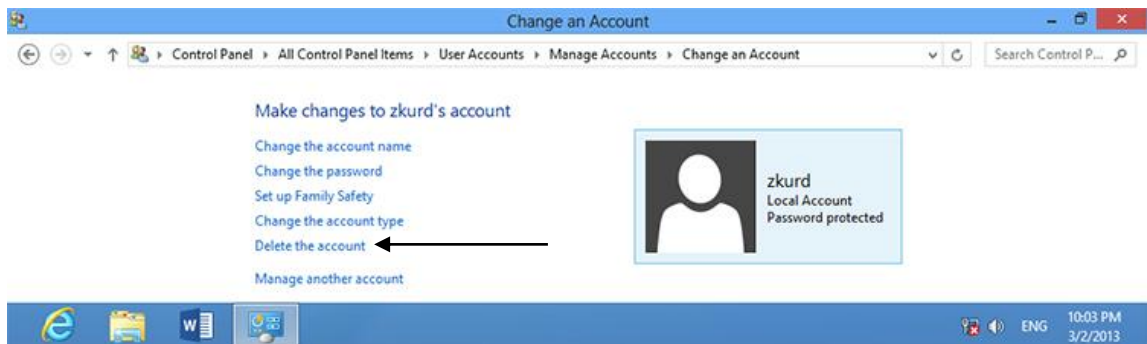 Change an Account
Control Panel ▸ All Control Panel Items ▸ User Accounts ▸ Manage Accounts ▸ Change an Account
Search Control P...
Make changes to zkurd's account
Change the account name
Change the password
Set up Family Safety
Change the account type
Delete the account
Manage another account
zkurd
Local Account
Password protected
W
ENG
10:03 PM
3/2/2013